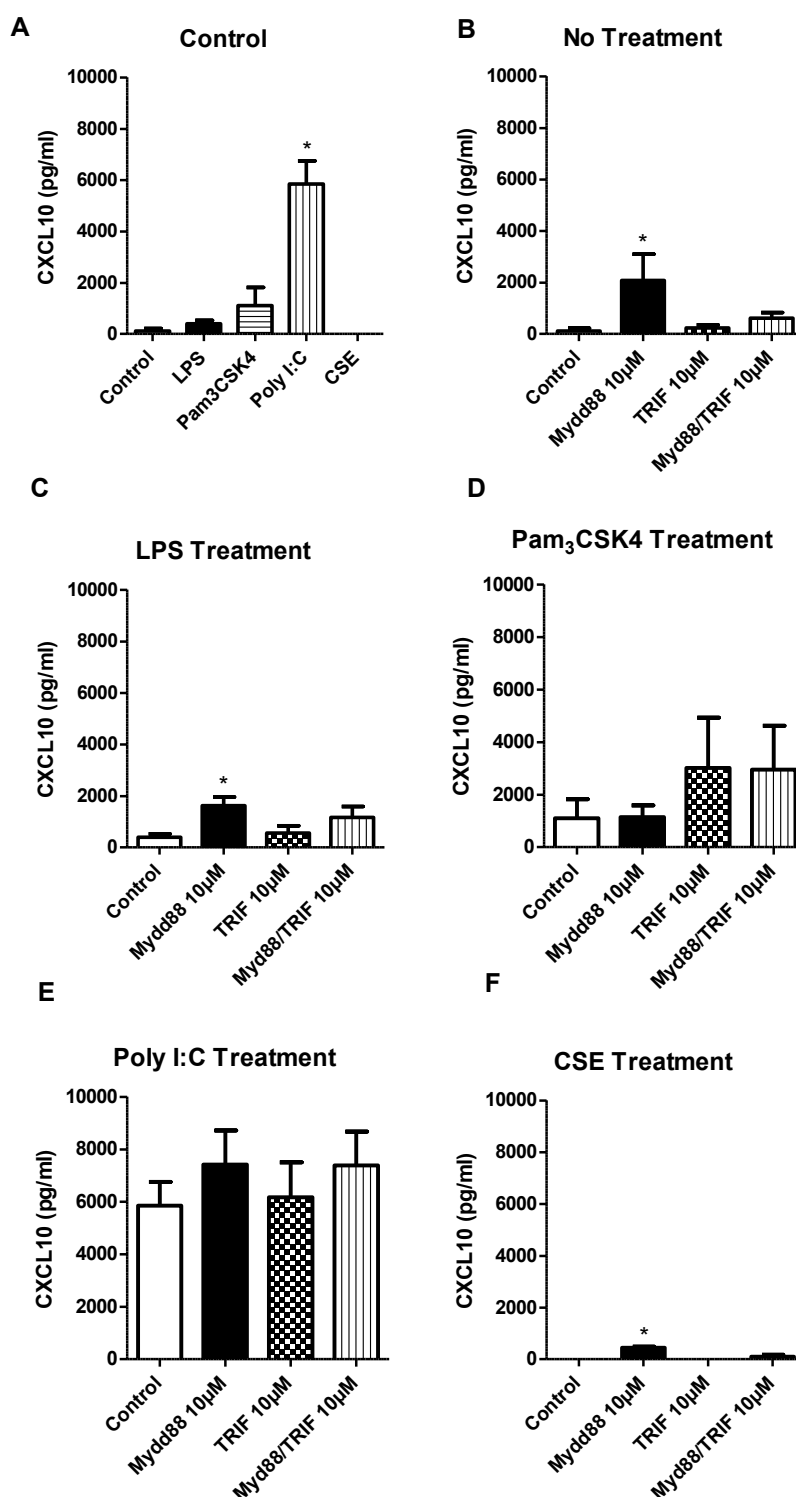 A
Control
CXCL10 (pg/ml)
10000
8000
6000
4000
2000
0
*
Control
LPS
Pam3CSK4
Poly I:C
CSE
B
No Treatment
CXCL10 (pg/ml)
10000
8000
6000
4000
2000
0
*
Control
Mydd88 10µM
TRIF 10µM
Myd88/TRIF 10µM
C
LPS Treatment
CXCL10 (pg/ml)
10000
8000
6000
4000
2000
0
*
Control
Mydd88 10µM
TRIF 10µM
Myd88/TRIF 10µM
D
Pam₃CSK4 Treatment
CXCL10 (pg/ml)
10000
8000
6000
4000
2000
0
Control
Mydd88 10µM
TRIF 10µM
Myd88/TRIF 10µM
E
Poly I:C Treatment
CXCL10 (pg/ml)
10000
8000
6000
4000
2000
0
Control
Mydd88 10µM
TRIF 10µM
Myd88/TRIF 10µM
F
CSE Treatment
CXCL10 (pg/ml)
10000
8000
6000
4000
2000
0
*
Control
Mydd88 10µM
TRIF 10µM
Myd88/TRIF 10µM